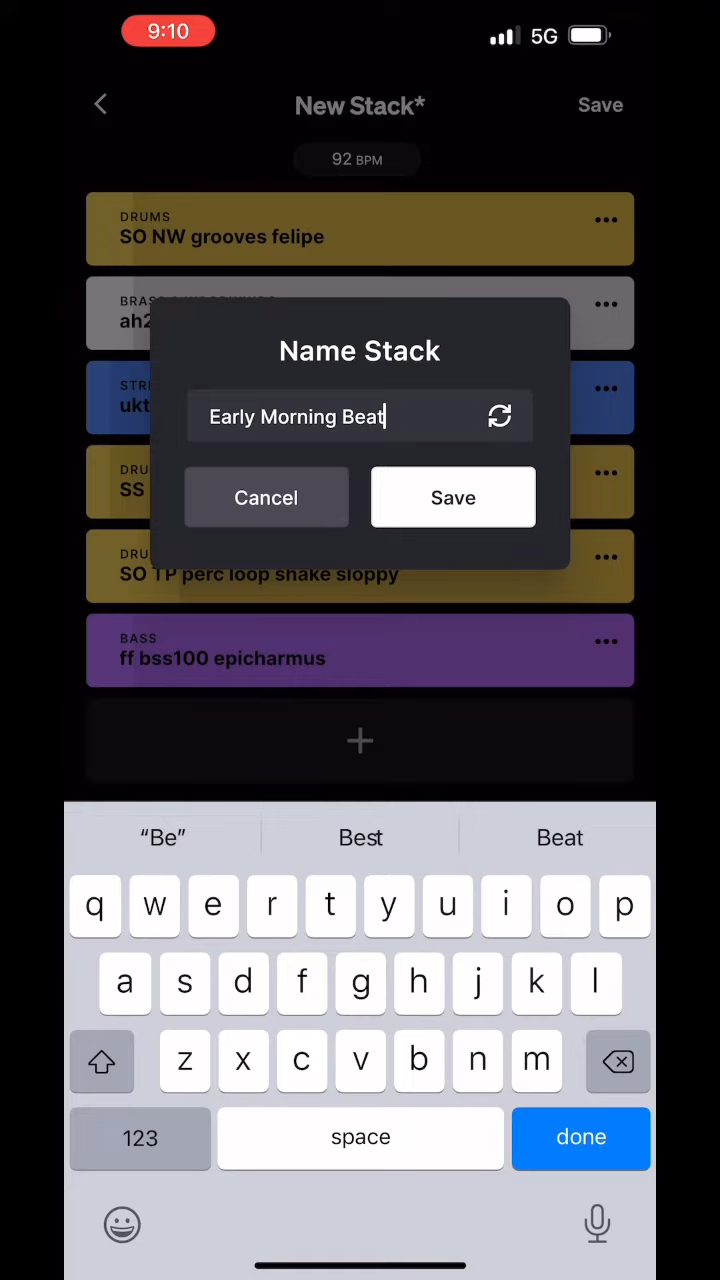 9:10
5G
New Stack*
Save
92 BPM
DRUMS
SO NW grooves felipe
Name Stack
Early Morning Beat
Cancel
Save
SS
SO TP perc loop shake sloppy
BASS
ff bss100 epicharmus
“Be”
Best
Beat
q w e r t y u i o p
a s d f g h j k l
z x c v b n m
123
space
done